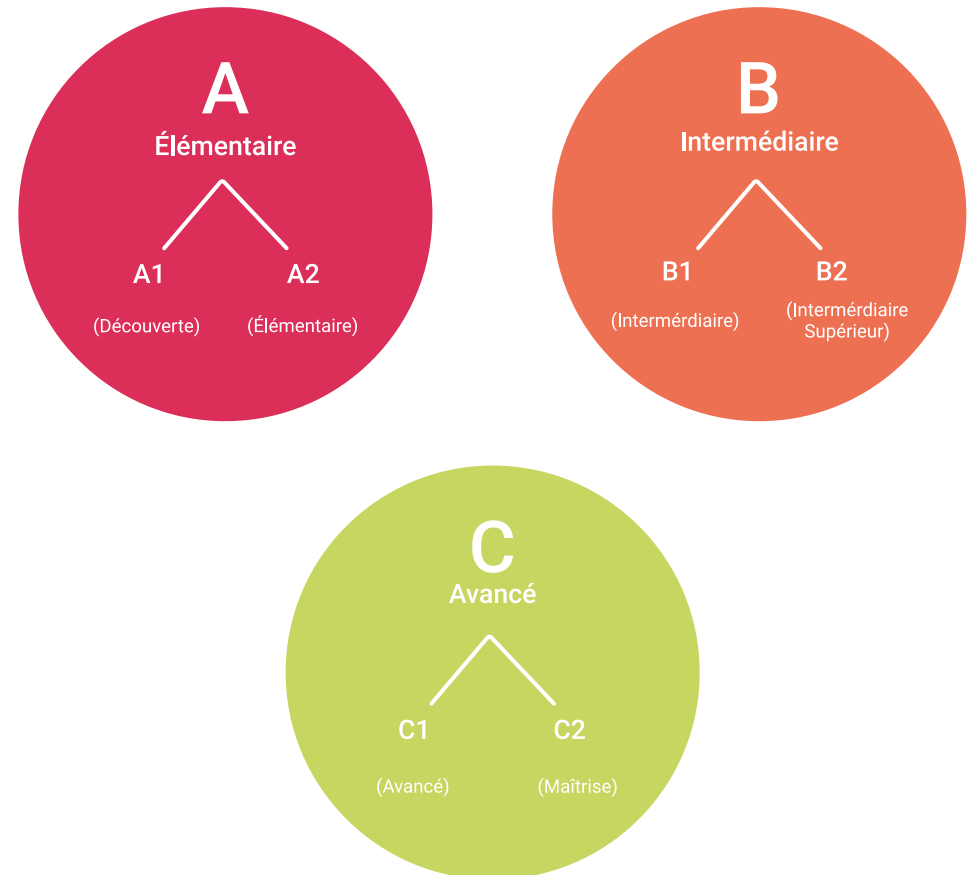 A
Élémentaire
A1
A2
(Découverte)
(Élémentaire)
B
Intermédiaire
B1
B2
(Intermérdiaire)
(Intermérdiaire
Supérieur)
C
Avancé
C1
C2
(Avancé)
(Maîtrise)